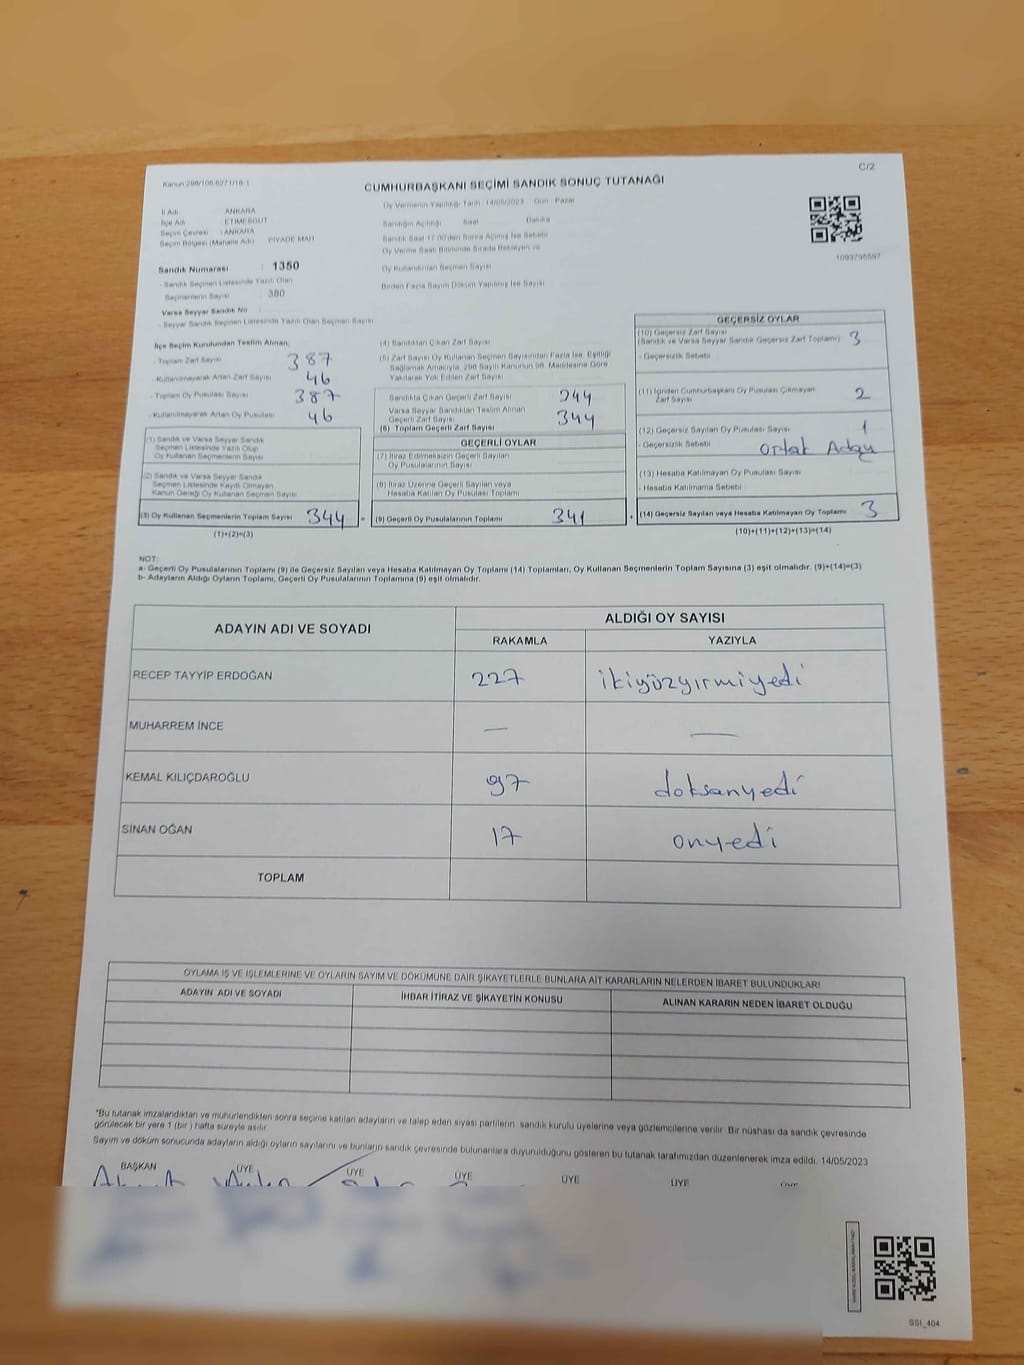 C/2
Kanun:298/105,6271/18-1
CUMHURBAŞKANI SEÇİMİ SANDIK SONUÇ TUTANAĞI
İl Adı : ANKARA
İlçe Adı : ETİMESGUT
Seçim Çevresi : ANKARA
Seçim Bölgesi (Mahalle Adı) : PİYADE MAH
Oy Vermenin Yapıldığı Tarih : 14/05/2023 Gün : Pazar
Sandığın Açıldığı Saat Dakika
Sandık Saat 17.00'den Sonra Açılmış İse Sebebi
Oy Verme Saati Bitiminde Sırada Bekleyen ve
Oy Kullandırılan Seçmen Sayısı
Birden Fazla Sayım Döküm Yapılmış İse Sayısı
1093795597
Sandık Numarası : 1350
- Sandık Seçmen Listesinde Yazılı Olan
Seçmenlerin Sayısı : 380
Varsa Seyyar Sandık No :
- Seyyar Sandık Seçmen Listesinde Yazılı Olan Seçmen Sayısı
İlçe Seçim Kurulundan Teslim Alınan;
- Toplam Zarf Sayısı 387
- Kullanılmayarak Artan Zarf Sayısı 46
- Toplam Oy Pusulası Sayısı 387
- Kullanılmayarak Artan Oy Pusulası 46
(1) Sandık ve Varsa Seyyar Sandık
Seçmen Listesinde Yazılı Olup
Oy Kullanan Seçmenlerin Sayısı
(2) Sandık ve Varsa Seyyar Sandık
Seçmen Listesinde Kayıtlı Olmayan
Kanun Gereği Oy Kullanan Seçmen Sayısı
(3) Oy Kullanan Seçmenlerin Toplam Sayısı 344 =
(1)+(2)=(3)
(4) Sandıktan Çıkan Zarf Sayısı
(5) Zarf Sayısı Oy Kullanan Seçmen Sayısından Fazla İse, Eşitliği
Sağlamak Amacıyla, 298 Sayılı Kanunun 98. Maddesine Göre
Yakılarak Yok Edilen Zarf Sayısı
Sandıkta Çıkan Geçerli Zarf Sayısı 344
Varsa Seyyar Sandıktan Teslim Alınan
Geçerli Zarf Sayısı 344
(6) Toplam Geçerli Zarf Sayısı
GEÇERLİ OYLAR
(7) İtiraz Edilmeksizin Geçerli Sayılan
Oy Pusulalarının Sayısı
(8) İtiraz Üzerine Geçerli Sayılan veya
Hesaba Katılan Oy Pusulası Toplamı
(9) Geçerli Oy Pusulalarının Toplamı 341 +
GEÇERSİZ OYLAR
(10) Geçersiz Zarf Sayısı
(Sandık ve Varsa Seyyar Sandık Geçersiz Zarf Toplamı) 3
- Geçersizlik Sebebi
(11) İçinden Cumhurbaşkanı Oy Pusulası Çıkmayan
Zarf Sayısı 2
(12) Geçersiz Sayılan Oy Pusulası Sayısı 1
- Geçersizlik Sebebi Ortak Aday
(13) Hesaba Katılmayan Oy Pusulası Sayısı
- Hesaba Katılmama Sebebi
(14) Geçersiz Sayılan veya Hesaba Katılmayan Oy Toplamı 3
(10)+(11)+(12)+(13)=(14)
NOT:
a- Geçerli Oy Pusulalarının Toplamı (9) ile Geçersiz Sayılan veya Hesaba Katılmayan Oy Toplamı (14) Toplamları, Oy Kullanan Seçmenlerin Toplam Sayısına (3) eşit olmalıdır. (9)+(14)=(3)
b- Adayların Aldığı Oyların Toplamı, Geçerli Oy Pusulalarının Toplamına (9) eşit olmalıdır.
ADAYIN ADI VE SOYADI
ALDIĞI OY SAYISI
RAKAMLA YAZIYLA
RECEP TAYYİP ERDOĞAN 227 ikiyüzyirmiyedi
MUHARREM İNCE — —
KEMAL KILIÇDAROĞLU 97 doksanyedi
SİNAN OĞAN 17 onyedi
TOPLAM
OYLAMA İŞ VE İŞLEMLERİNE VE OYLARIN SAYIM VE DÖKÜMÜNE DAİR ŞİKAYETLERLE BUNLARA AİT KARARLARIN NELERDEN İBARET BULUNDUKLARI
ADAYIN ADI VE SOYADI İHBAR İTİRAZ VE ŞİKAYETİN KONUSU ALINAN KARARIN NEDEN İBARET OLDUĞU
*Bu tutanak imzalandıktan ve mühürlendikten sonra seçime katılan adayların ve talep eden siyasi partilerin sandık kurulu üyelerine veya gözlemcilerine verilir. Bir nüshası da sandık çevresinde
görülecek bir yere 1 (bir ) hafta süreyle asılır.
Sayım ve döküm sonucunda adayların aldığı oyların sayılarını ve bunların sandık çevresinde bulunanlara duyurulduğunu gösteren bu tutanak tarafımızdan düzenlenerek imza edildi. 14/05/2023
BAŞKAN ÜYE ÜYE ÜYE ÜYE ÜYE ÜYE
SSI_404